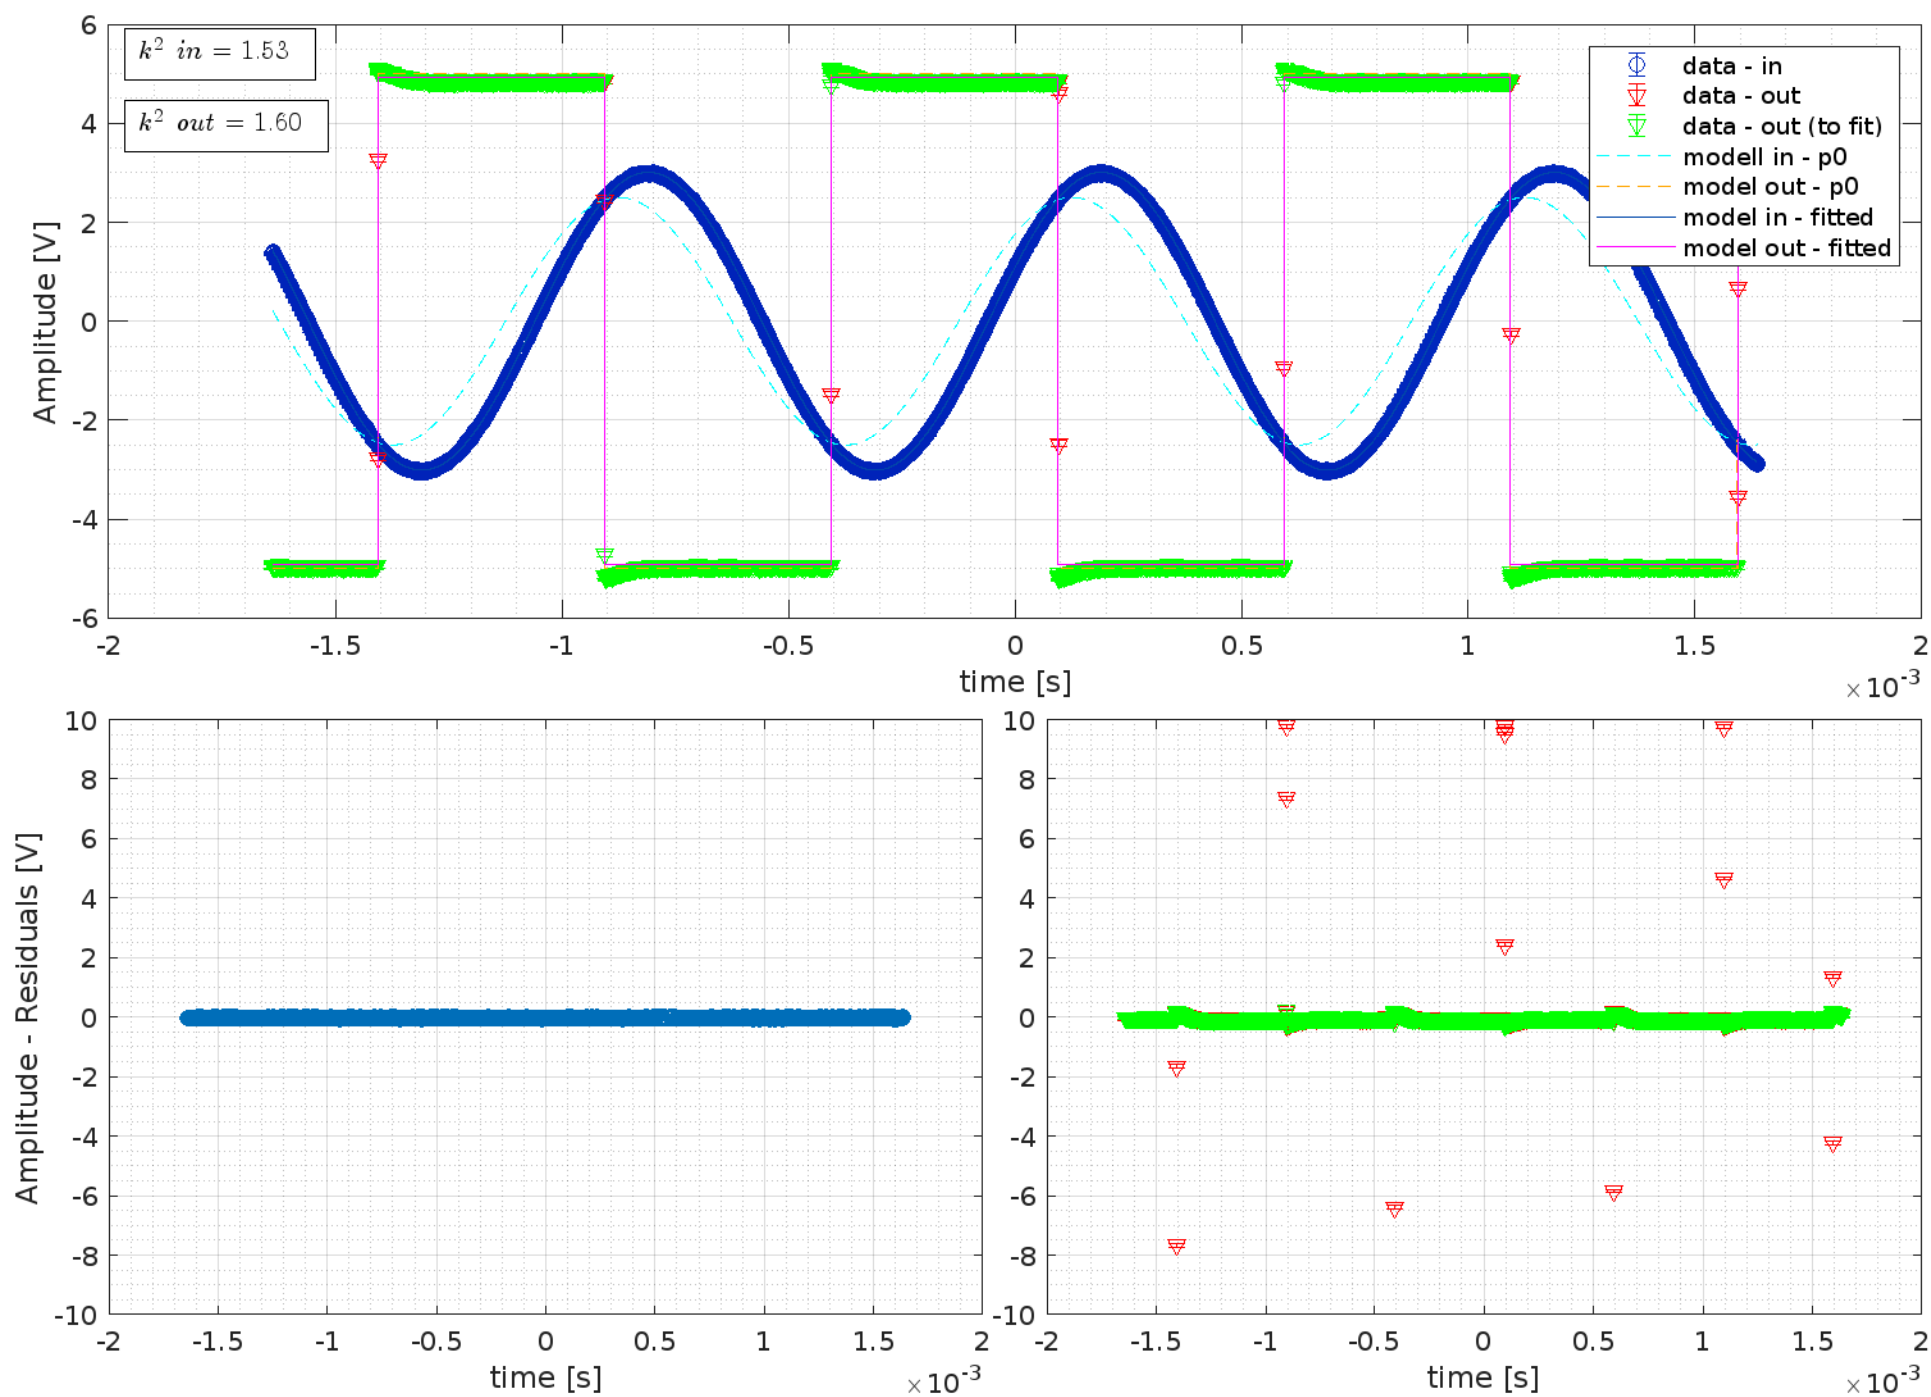 k² in = 1.53
k² out = 1.60
data - in
data - out
data - out (to fit)
modell in - p0
model out - p0
model in - fitted
model out - fitted
6
4
2
0
-2
-4
-6
Amplitude [V]
-2 -1.5 -1 -0.5 0 0.5 1 1.5 2
time [s]
×10⁻³
10
8
6
4
2
0
-2
-4
-6
-8
-10
Amplitude - Residuals [V]
-2 -1.5 -1 -0.5 0 0.5 1 1.5 2
time [s]
×10⁻³
10
8
6
4
2
0
-2
-4
-6
-8
-10
-2 -1.5 -1 -0.5 0 0.5 1 1.5 2
time [s]
×10⁻³